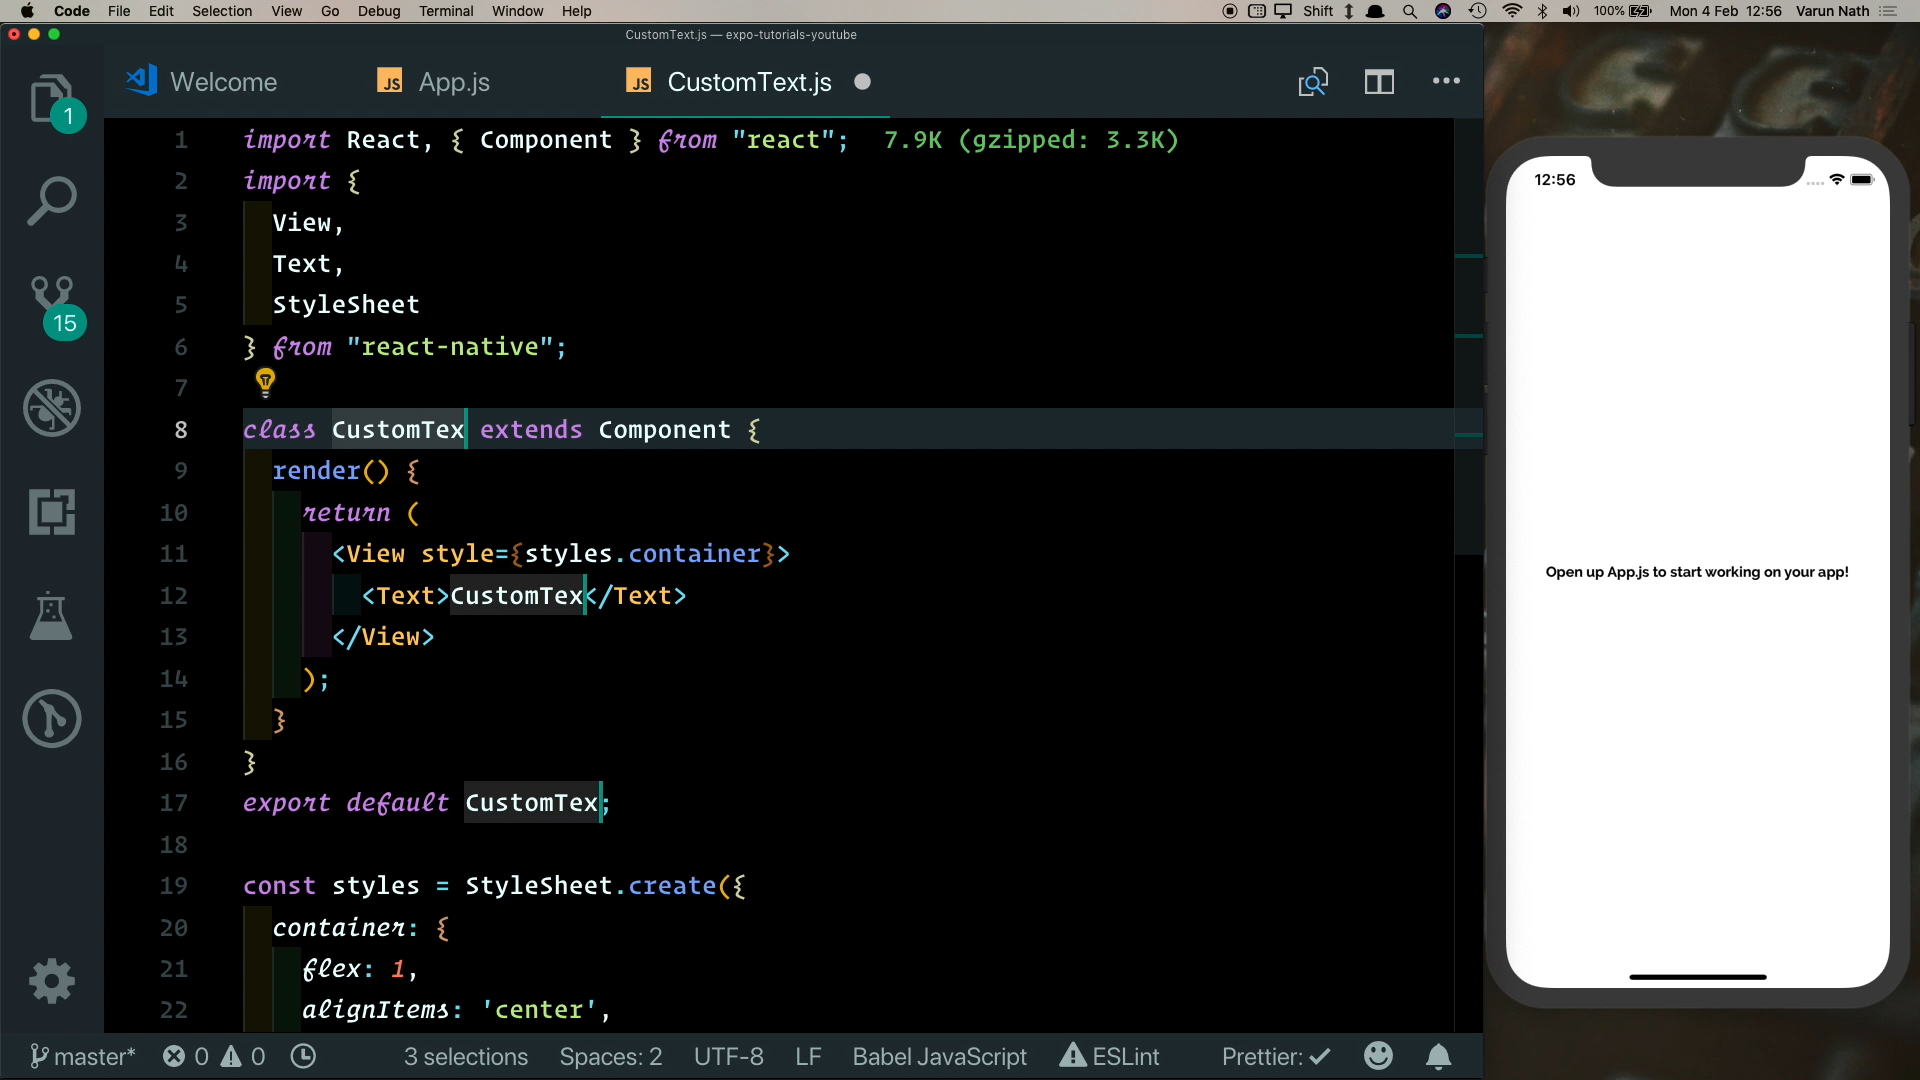 Code File Edit Selection View Go Debug Terminal Window Help Shift 100% Mon 4 Feb 12:56 Varun Nath
CustomText.js — expo-tutorials-youtube
Welcome JS App.js JS CustomText.js
1
15
1 import React, { Component } from "react"; 7.9K (gzipped: 3.3K)
2 import {
3 View,
4 Text,
5 StyleSheet
6 } from "react-native";
7
8 class CustomTex extends Component {
9 render() {
10 return (
11 <View style={styles.container}>
12 <Text>CustomTex</Text>
13 </View>
14 );
15 }
16 }
17 export default CustomTex;
18
19 const styles = StyleSheet.create({
20 container: {
21 flex: 1,
22 alignItems: 'center',
master* 0 0 3 selections Spaces: 2 UTF-8 LF Babel JavaScript ESLint Prettier: ✓
12:56
Open up App.js to start working on your app!